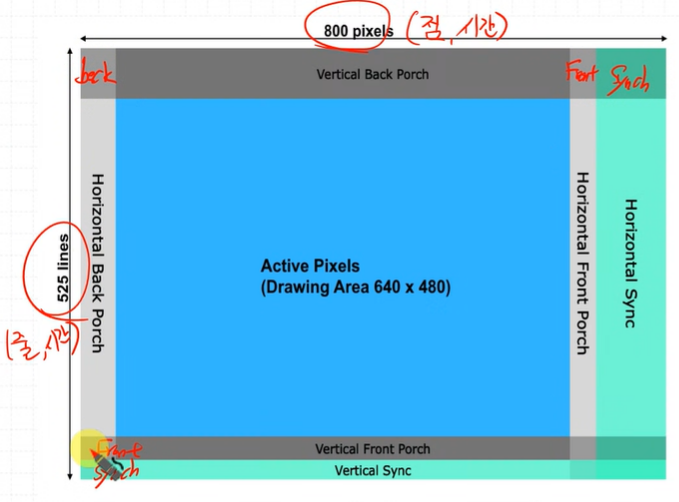 800 pixels (점, 시간)
back
Vertical Back Porch
Front
Synch
Horizontal Back Porch
525 lines
(줄, 시간)
Active Pixels
(Drawing Area 640 x 480)
Horizontal Front Porch
Horizontal Sync
Front
Vertical Front Porch
Synch
Vertical Sync